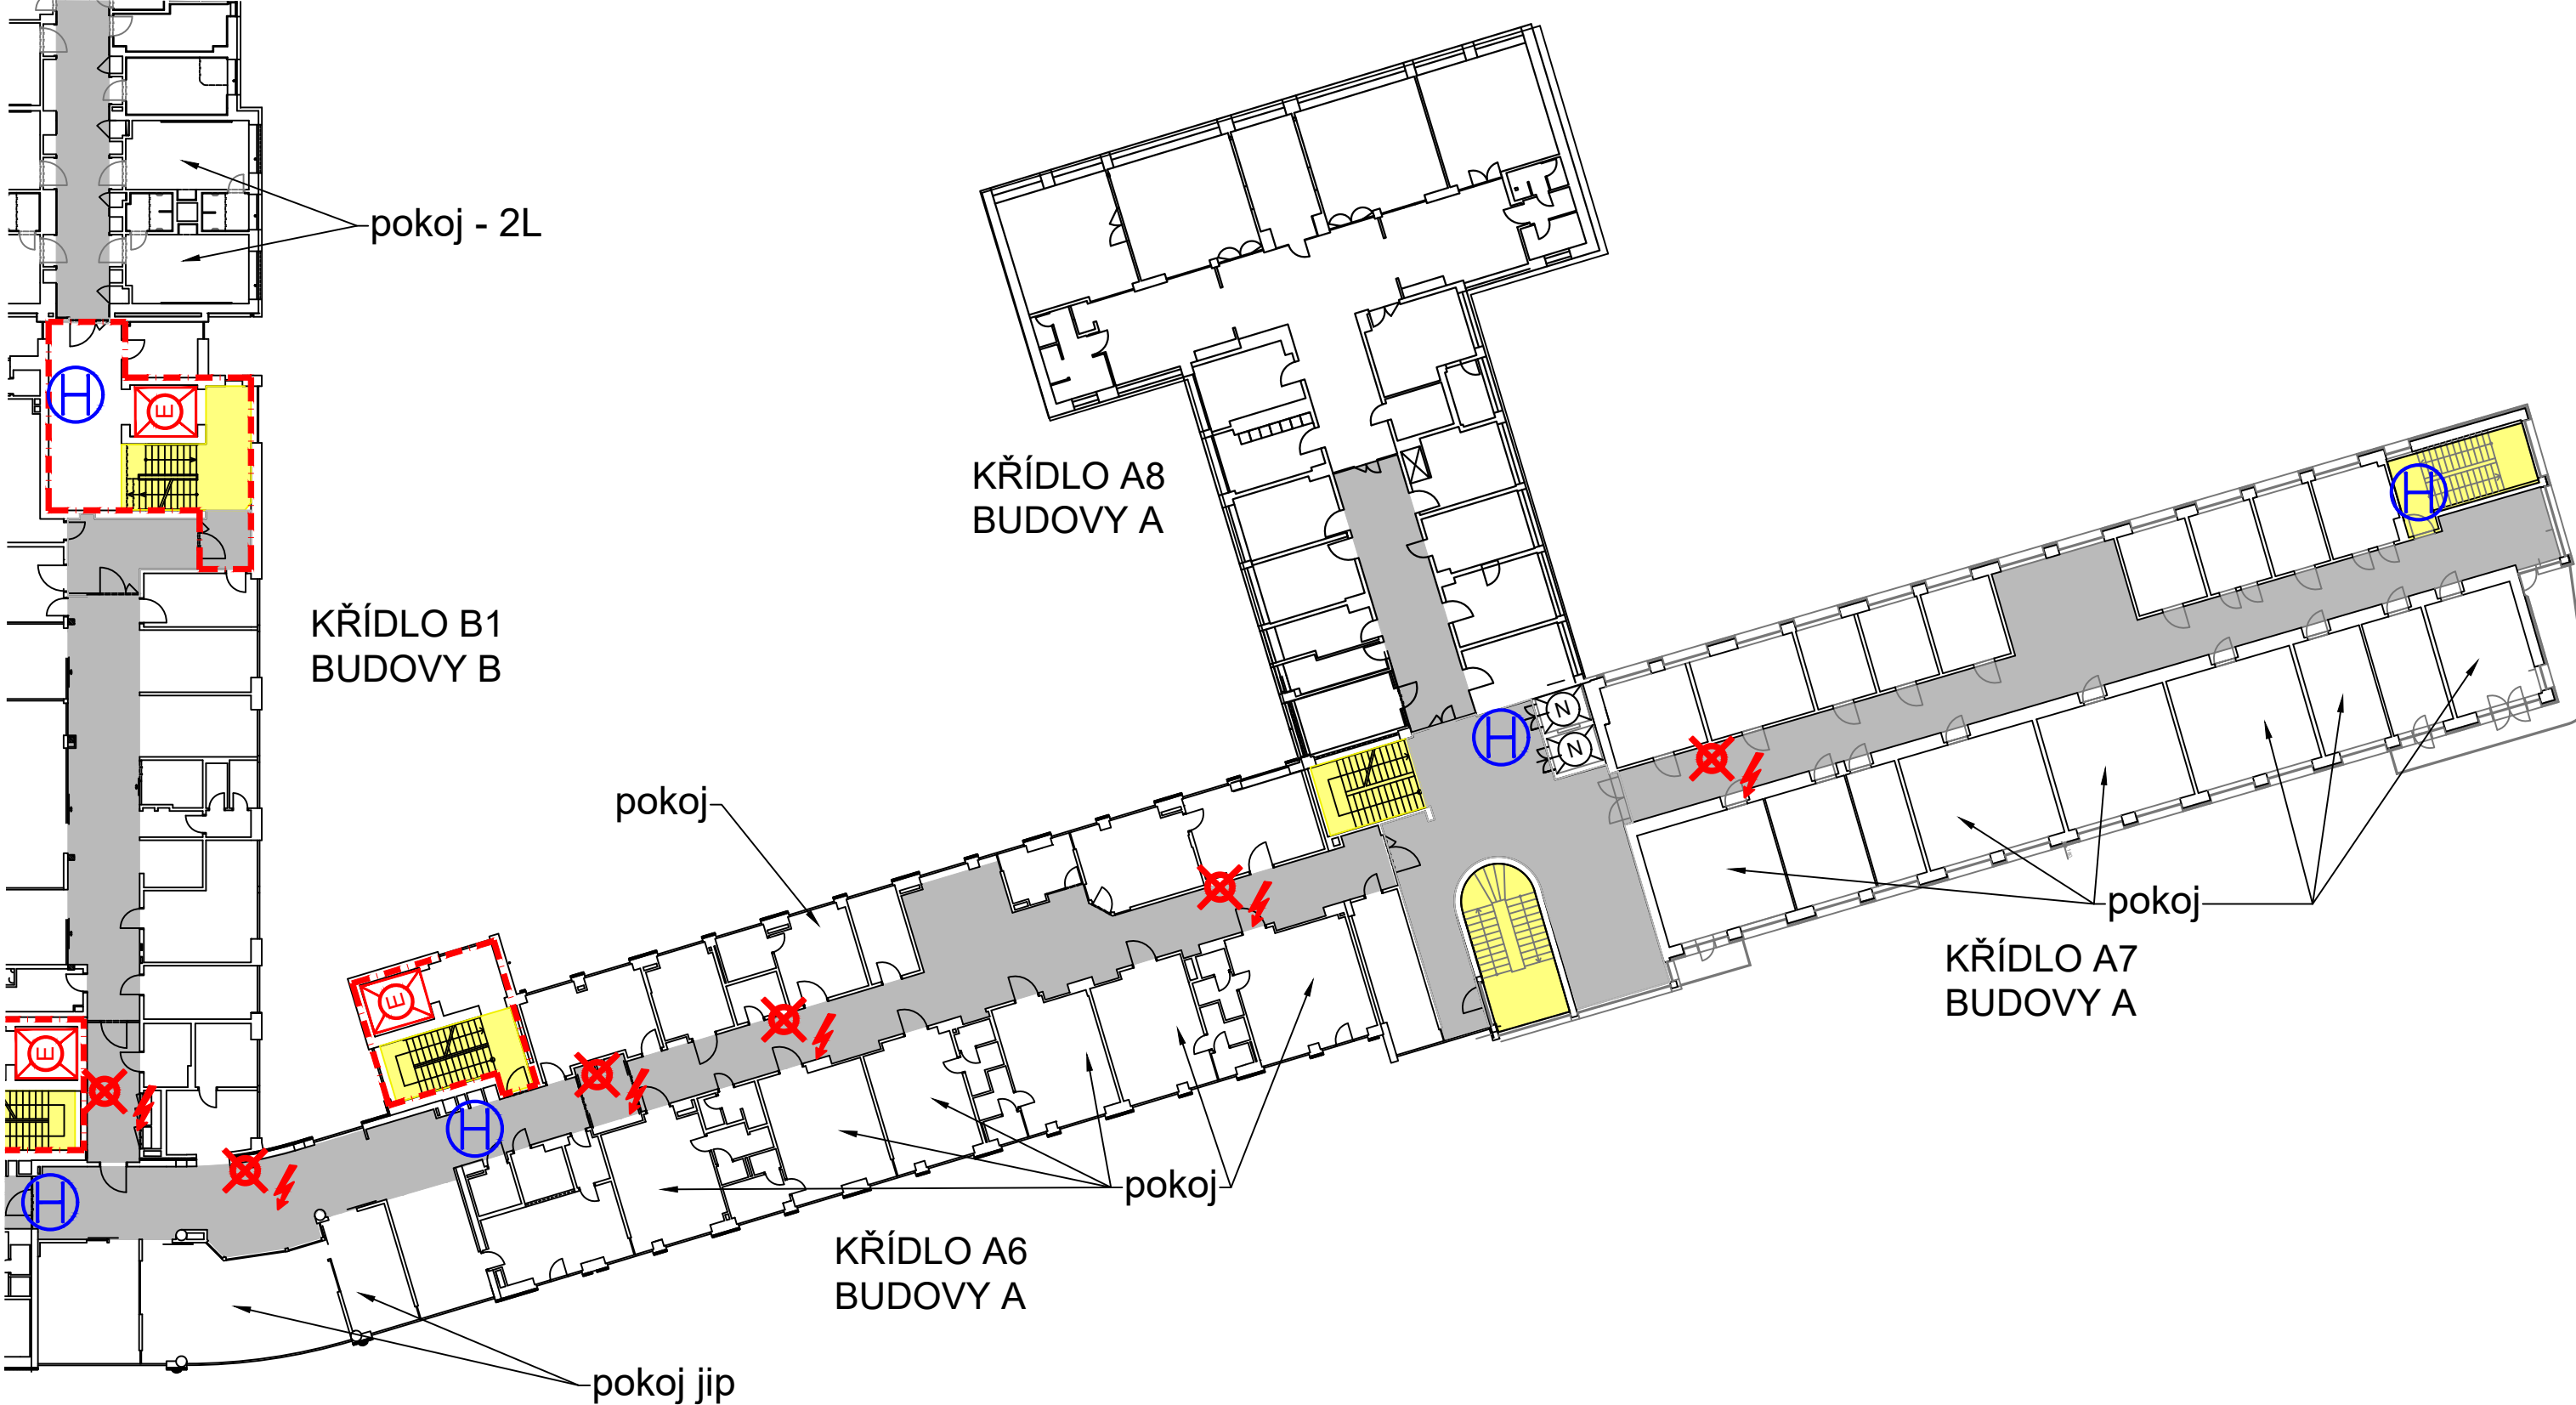 pokoj - 2L
H
E
KŘÍDLO A8
BUDOVY A
H
KŘÍDLO B1
BUDOVY B
N
H
N
pokoj
pokoj
KŘÍDLO A7
BUDOVY A
E
E
H
H
pokoj
KŘÍDLO A6
BUDOVY A
pokoj jip